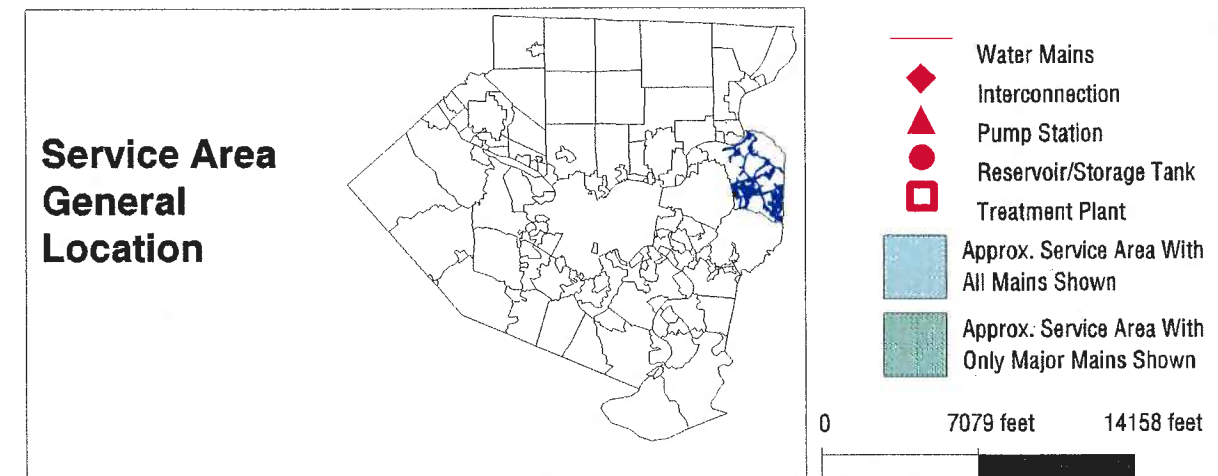 Service Area
General
Location
Water Mains
Interconnection
Pump Station
Reservoir/Storage Tank
Treatment Plant
Approx. Service Area With
All Mains Shown
Approx. Service Area With
Only Major Mains Shown
0 7079 feet 14158 feet